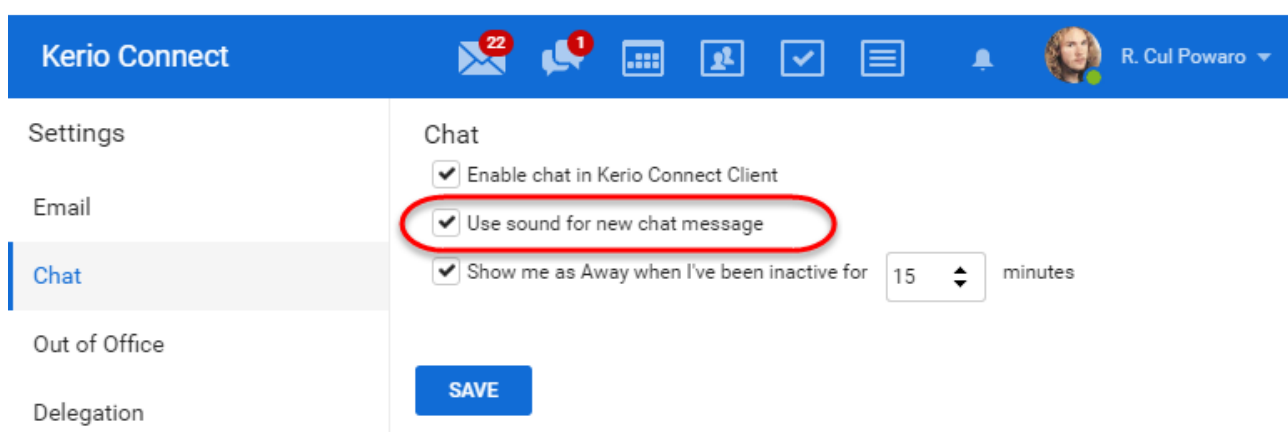 Kerio Connect
22
1
R. Cul Powaro
Settings
Email
Chat
Out of Office
Delegation
Chat
Enable chat in Kerio Connect Client
Use sound for new chat message
Show me as Away when I've been inactive for 15 minutes
SAVE